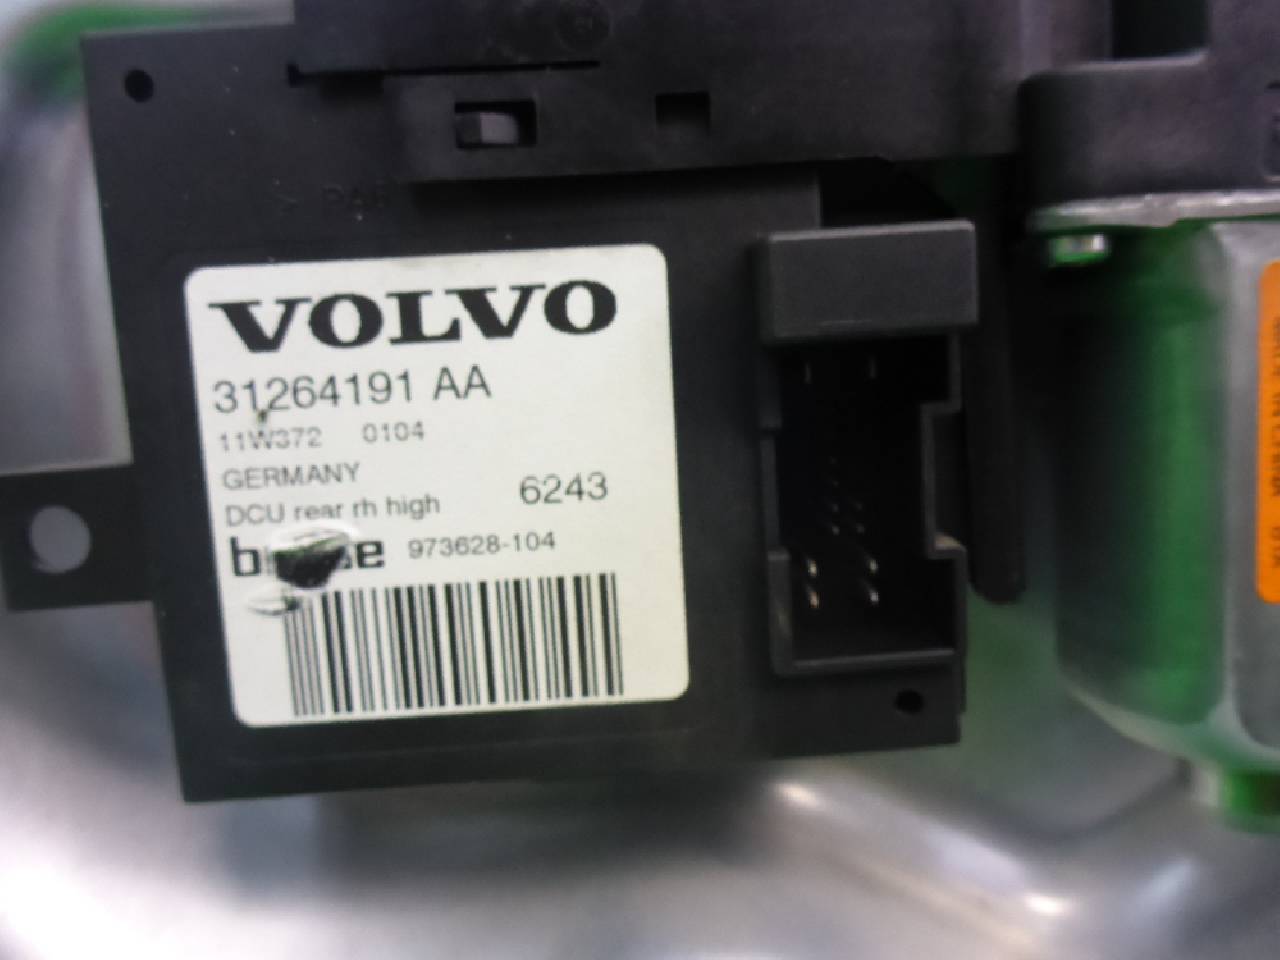 VOLVO
31264191 AA
11W372 0104
GERMANY
DCU rear rh high 6243
973628-104